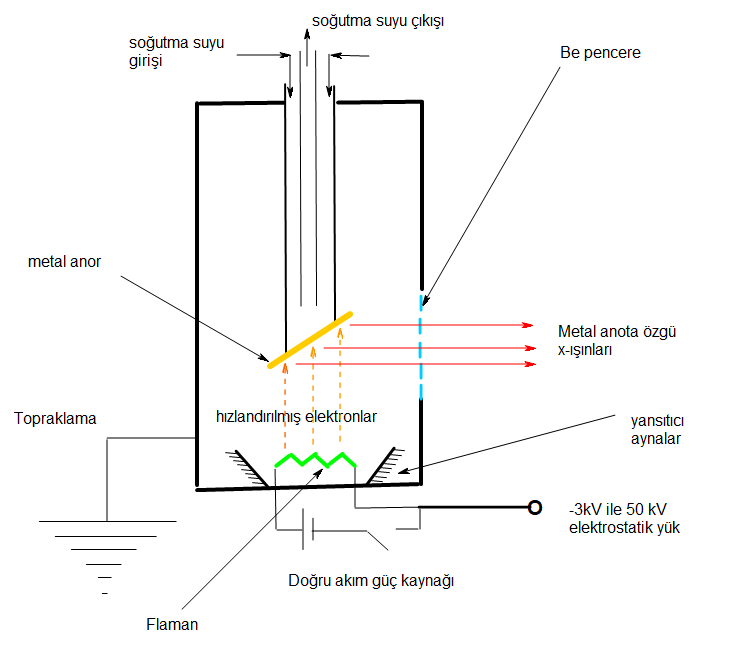 soğutma suyu çıkışı
soğutma suyu
girişi
Be pencere
metal anor
Metal anota özgü
x-ışınları
Topraklama
hızlandırılmış elektronlar
yansıtıcı
aynalar
-3kV ile 50 kV
elektrostatik yük
Doğru akım güç kaynağı
Flaman